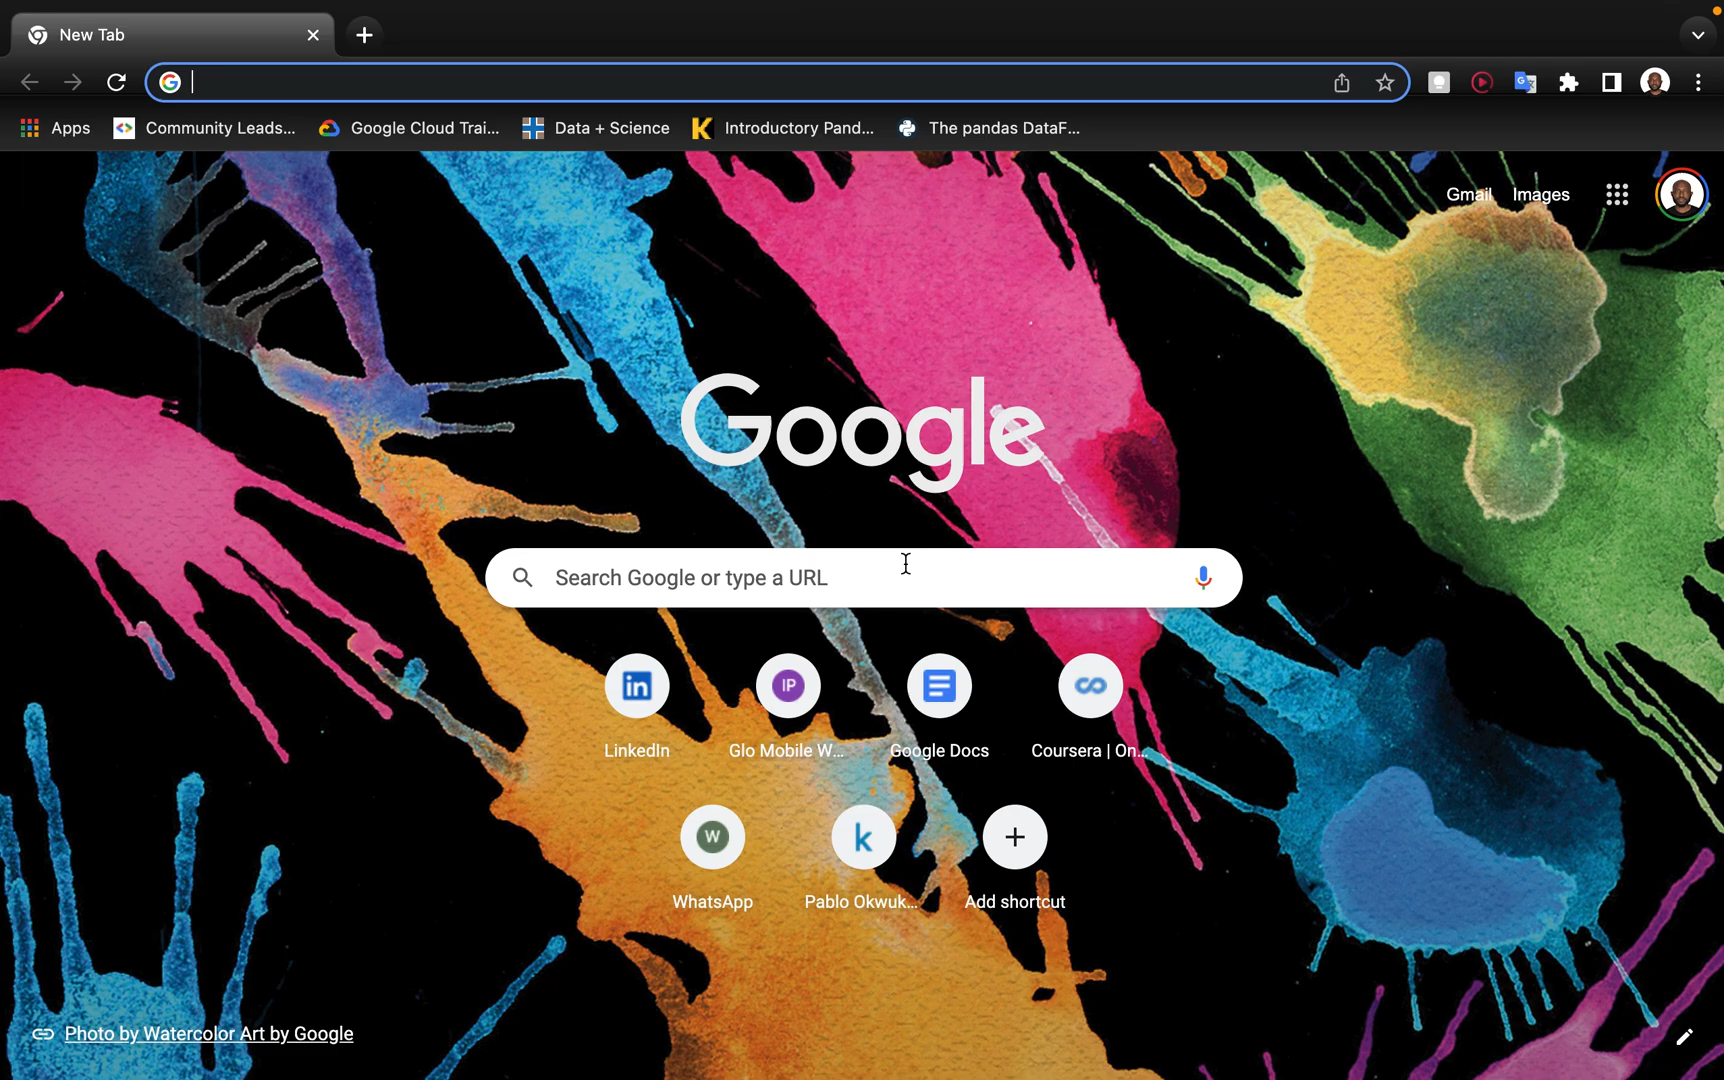 New Tab
Apps
Community Leads...
Google Cloud Trai...
Data + Science
Introductory Pand...
The pandas DataF...
Gmail
Images
Google
Search Google or type a URL
in
LinkedIn
IP
Glo Mobile W...
Google Docs
Coursera | On...
W
WhatsApp
k
Pablo Okwuk...
Add shortcut
Photo by Watercolor Art by Google